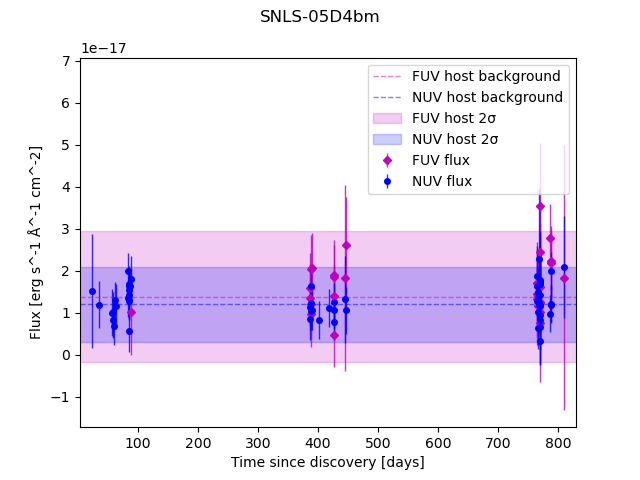 SNLS-05D4bm
1e−17
7
6
5
4
3
2
1
0
−1
Flux [erg s^-1 Å^-1 cm^-2]
FUV host background
NUV host background
FUV host 2σ
NUV host 2σ
FUV flux
NUV flux
100 200 300 400 500 600 700 800
Time since discovery [days]